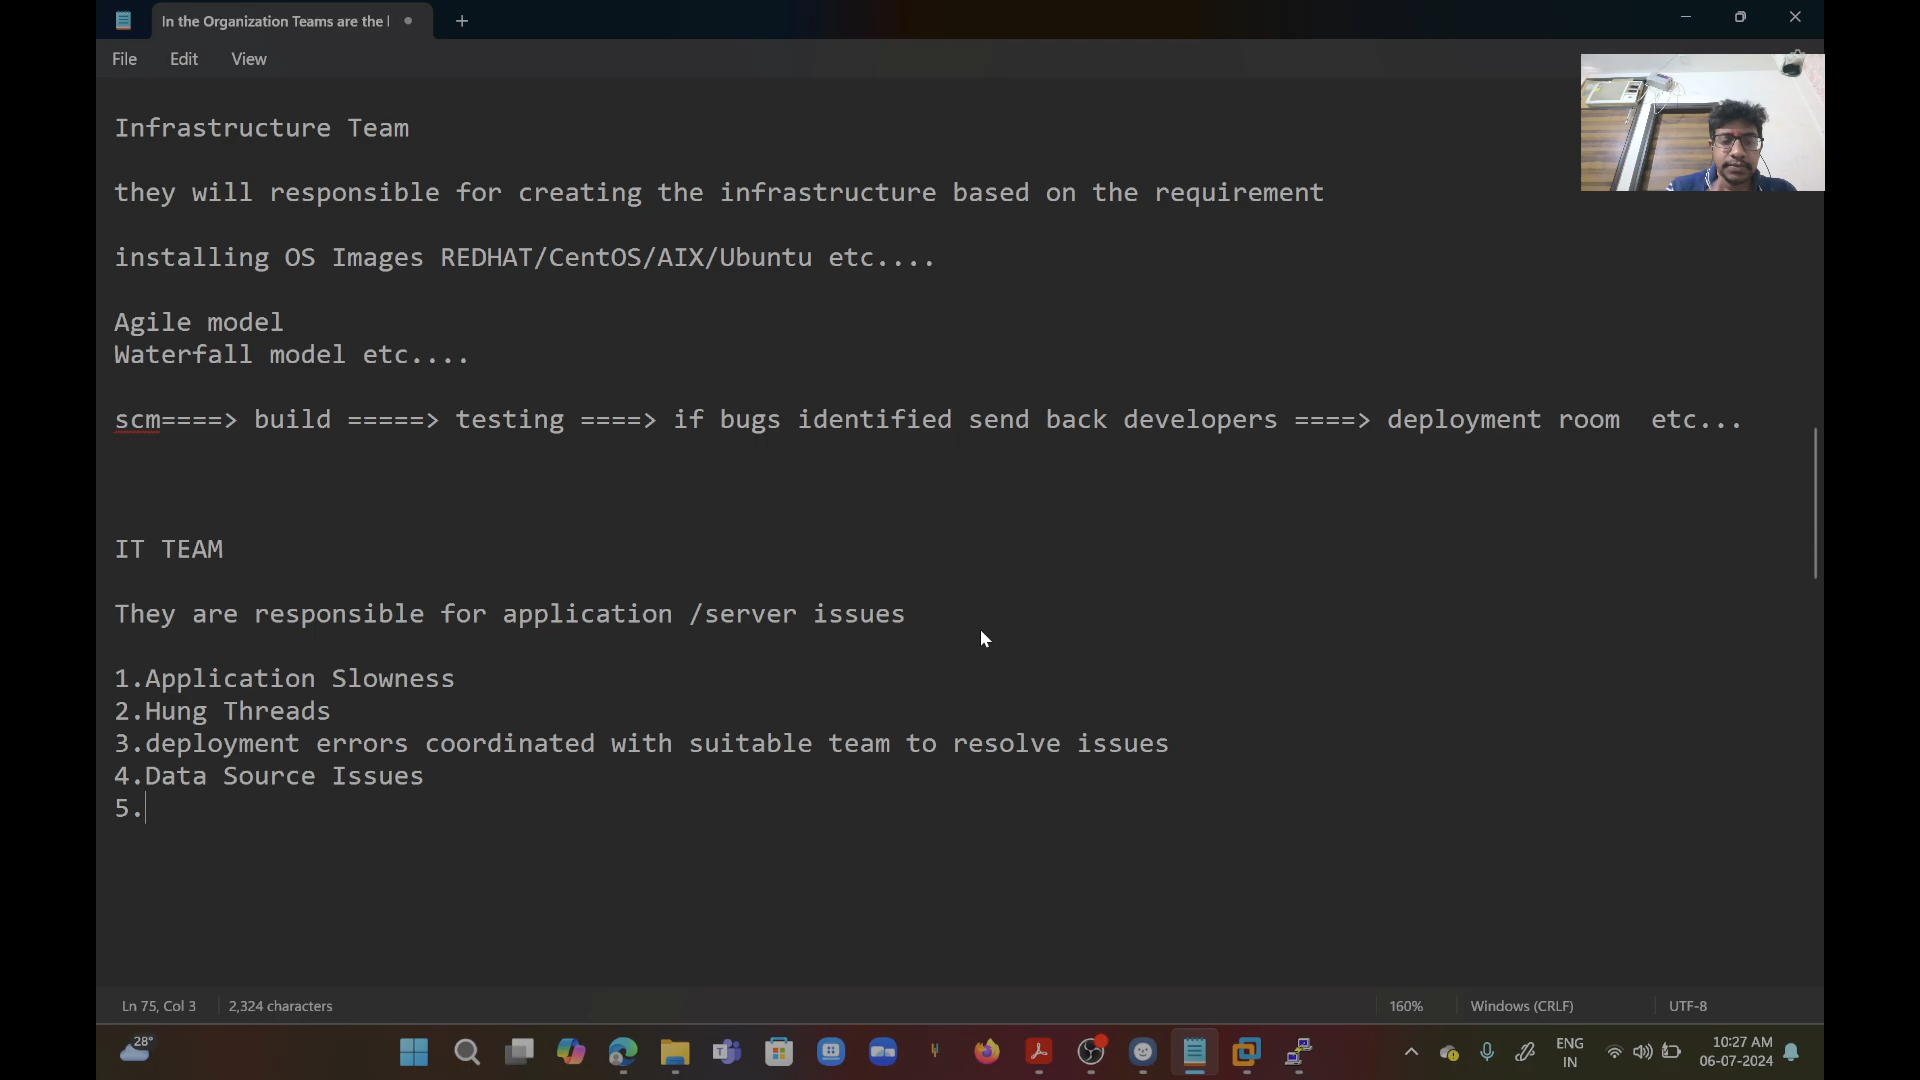 In the Organization Teams are the
File Edit View
Infrastructure Team
they will responsible for creating the infrastructure based on the requirement
installing OS Images REDHAT/CentOS/AIX/Ubuntu etc....
Agile model
Waterfall model etc....
scm====> build =====> testing ====> if bugs identified send back developers ====> deployment room  etc...
IT TEAM
They are responsible for application /server issues
1.Application Slowness
2.Hung Threads
3.deployment errors coordinated with suitable team to resolve issues
4.Data Source Issues
5.
Ln 75, Col 3 2,324 characters 160% Windows (CRLF) UTF-8
28°
ENG
IN
10:27 AM
06-07-2024